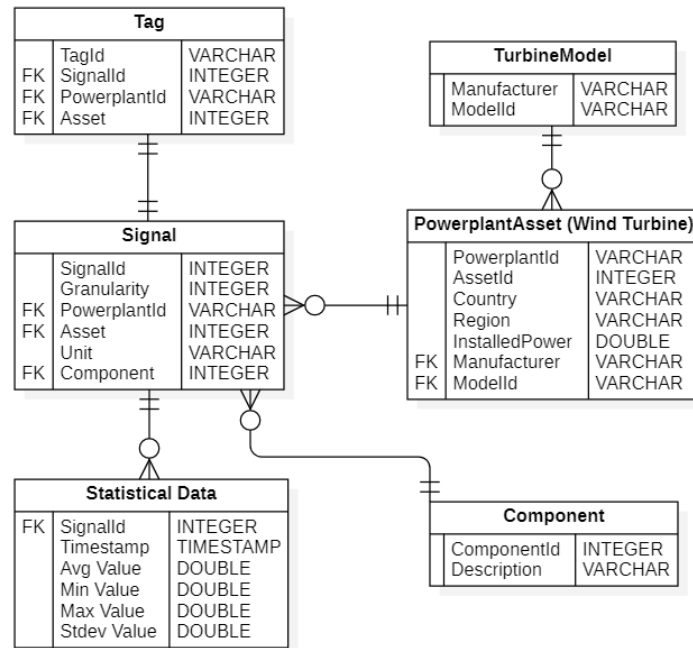 Tag
TagId VARCHAR
FK SignalId INTEGER
FK PowerplantId VARCHAR
FK Asset INTEGER
TurbineModel
Manufacturer VARCHAR
ModelId VARCHAR
Signal
SignalId INTEGER
Granularity INTEGER
FK PowerplantId VARCHAR
FK Asset INTEGER
Unit VARCHAR
FK Component INTEGER
PowerplantAsset (Wind Turbine)
PowerplantId VARCHAR
AssetId INTEGER
Country VARCHAR
Region VARCHAR
InstalledPower DOUBLE
FK Manufacturer VARCHAR
FK ModelId VARCHAR
Statistical Data
FK SignalId INTEGER
Timestamp TIMESTAMP
Avg Value DOUBLE
Min Value DOUBLE
Max Value DOUBLE
Stdev Value DOUBLE
Component
ComponentId INTEGER
Description VARCHAR